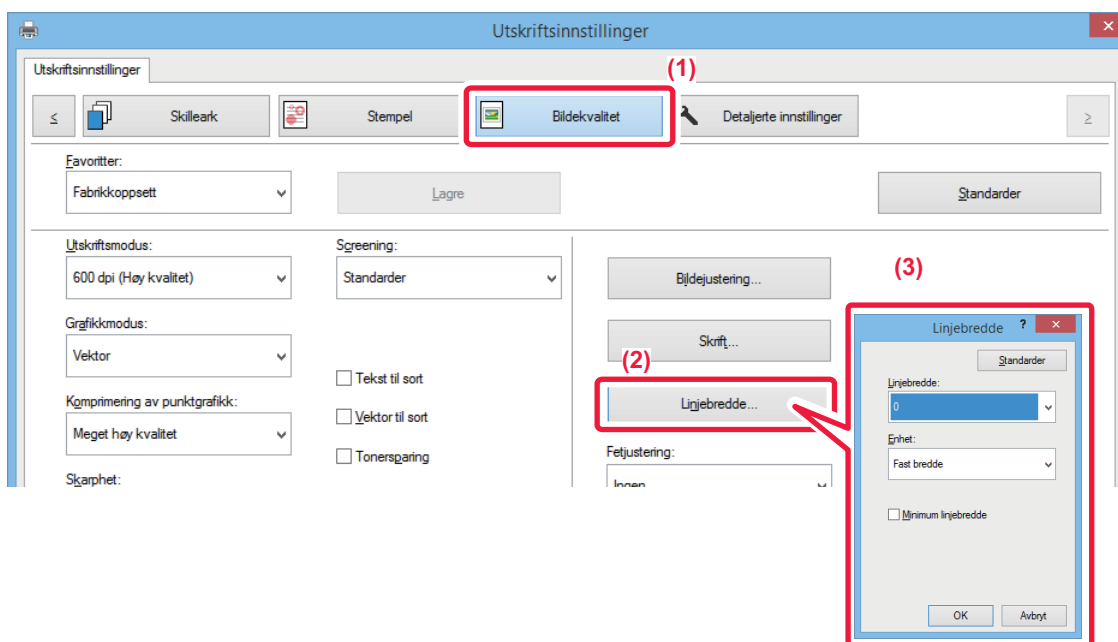 Utskriftsinnstillinger
Utskriftsinnstillinger
(1)
≤ Skilleark Stempel Bildekvalitet Detaljerte innstillinger ≥
Favoritter:
Fabrikkoppsett Lagre Standarder
Utskriftsmodus: Screening:
600 dpi (Høy kvalitet) Standarder Bildejustering...
Grafikkmodus:
Vektor Skrift...
Tekst til sort
(2)
Komprimering av punktgrafikk: Vektor til sort Linjebredde...
Meget høy kvalitet
Tonersparing Fetjustering:
Skarphet: Ingen
(3)
Linjebredde ?
Standarder
Linjebredde:
0
Enhet:
Fast bredde
Minimum linjebredde
OK Avbryt